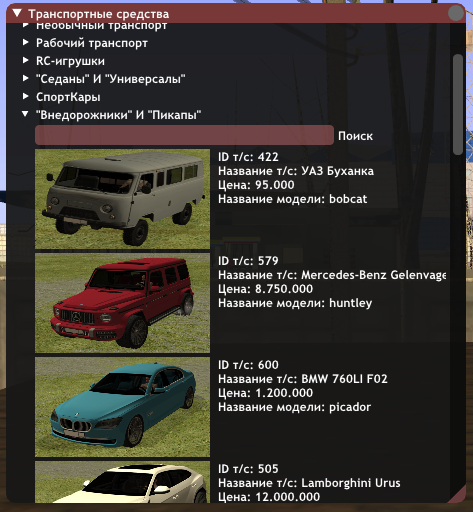 Транспортные средства
Необычный транспорт
Рабочий транспорт
RC-игрушки
"Седаны" И "Универсалы"
СпортКары
"Внедорожники" И "Пикапы"
Поиск
ID т/с: 422
Название т/с: УАЗ Буханка
Цена: 95.000
Название модели: bobcat
ID т/с: 579
Название т/с: Mercedes-Benz Gelenvage
Цена: 8.750.000
Название модели: huntley
ID т/с: 600
Название т/с: BMW 760LI F02
Цена: 1.200.000
Название модели: picador
ID т/с: 505
Название т/с: Lamborghini Urus
Цена: 12.000.000